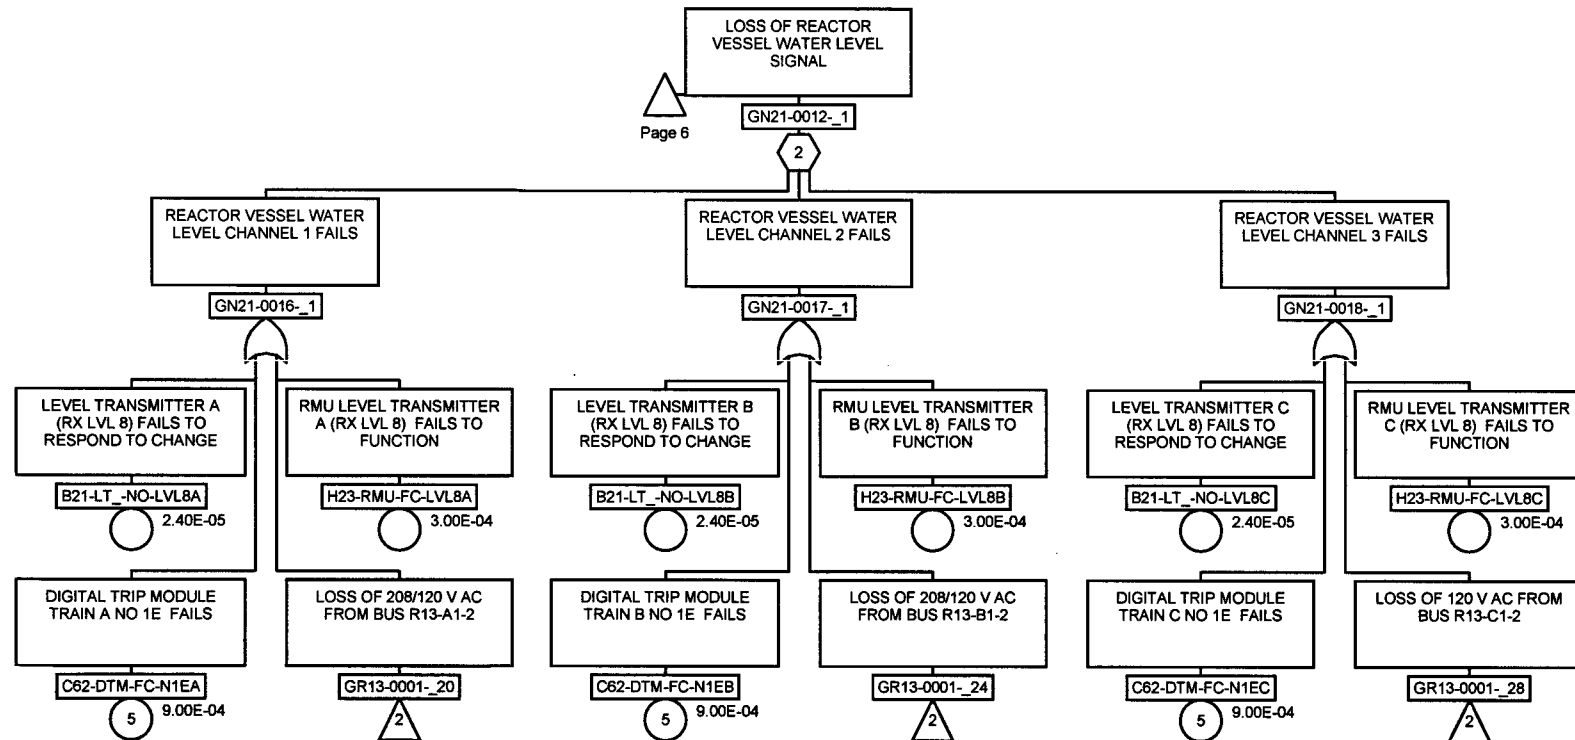 LOSS OF REACTOR
VESSEL WATER LEVEL
SIGNAL
Page 6
GN21-0012-_1
2
REACTOR VESSEL WATER
LEVEL CHANNEL 1 FAILS
GN21-0016-_1
REACTOR VESSEL WATER
LEVEL CHANNEL 2 FAILS
GN21-0017-_1
REACTOR VESSEL WATER
LEVEL CHANNEL 3 FAILS
GN21-0018-_1
LEVEL TRANSMITTER A
(RX LVL 8) FAILS TO
RESPOND TO CHANGE
B21-LT_-NO-LVL8A
2.40E-05
RMU LEVEL TRANSMITTER
A (RX LVL 8) FAILS TO
FUNCTION
H23-RMU-FC-LVL8A
3.00E-04
LEVEL TRANSMITTER B
(RX LVL 8) FAILS TO
RESPOND TO CHANGE
B21-LT_-NO-LVL8B
2.40E-05
RMU LEVEL TRANSMITTER
B (RX LVL 8) FAILS TO
FUNCTION
H23-RMU-FC-LVL8B
3.00E-04
LEVEL TRANSMITTER C
(RX LVL 8) FAILS TO
RESPOND TO CHANGE
B21-LT_-NO-LVL8C
2.40E-05
RMU LEVEL TRANSMITTER
C (RX LVL 8) FAILS TO
FUNCTION
H23-RMU-FC-LVL8C
3.00E-04
DIGITAL TRIP MODULE
TRAIN A NO 1E FAILS
C62-DTM-FC-N1EA
5
9.00E-04
LOSS OF 208/120 V AC
FROM BUS R13-A1-2
GR13-0001-_20
2
DIGITAL TRIP MODULE
TRAIN B NO 1E FAILS
C62-DTM-FC-N1EB
5
9.00E-04
LOSS OF 208/120 V AC
FROM BUS R13-B1-2
GR13-0001-_24
2
DIGITAL TRIP MODULE
TRAIN C NO 1E FAILS
C62-DTM-FC-N1EC
5
9.00E-04
LOSS OF 120 V AC FROM
BUS R13-C1-2
GR13-0001-_28
2